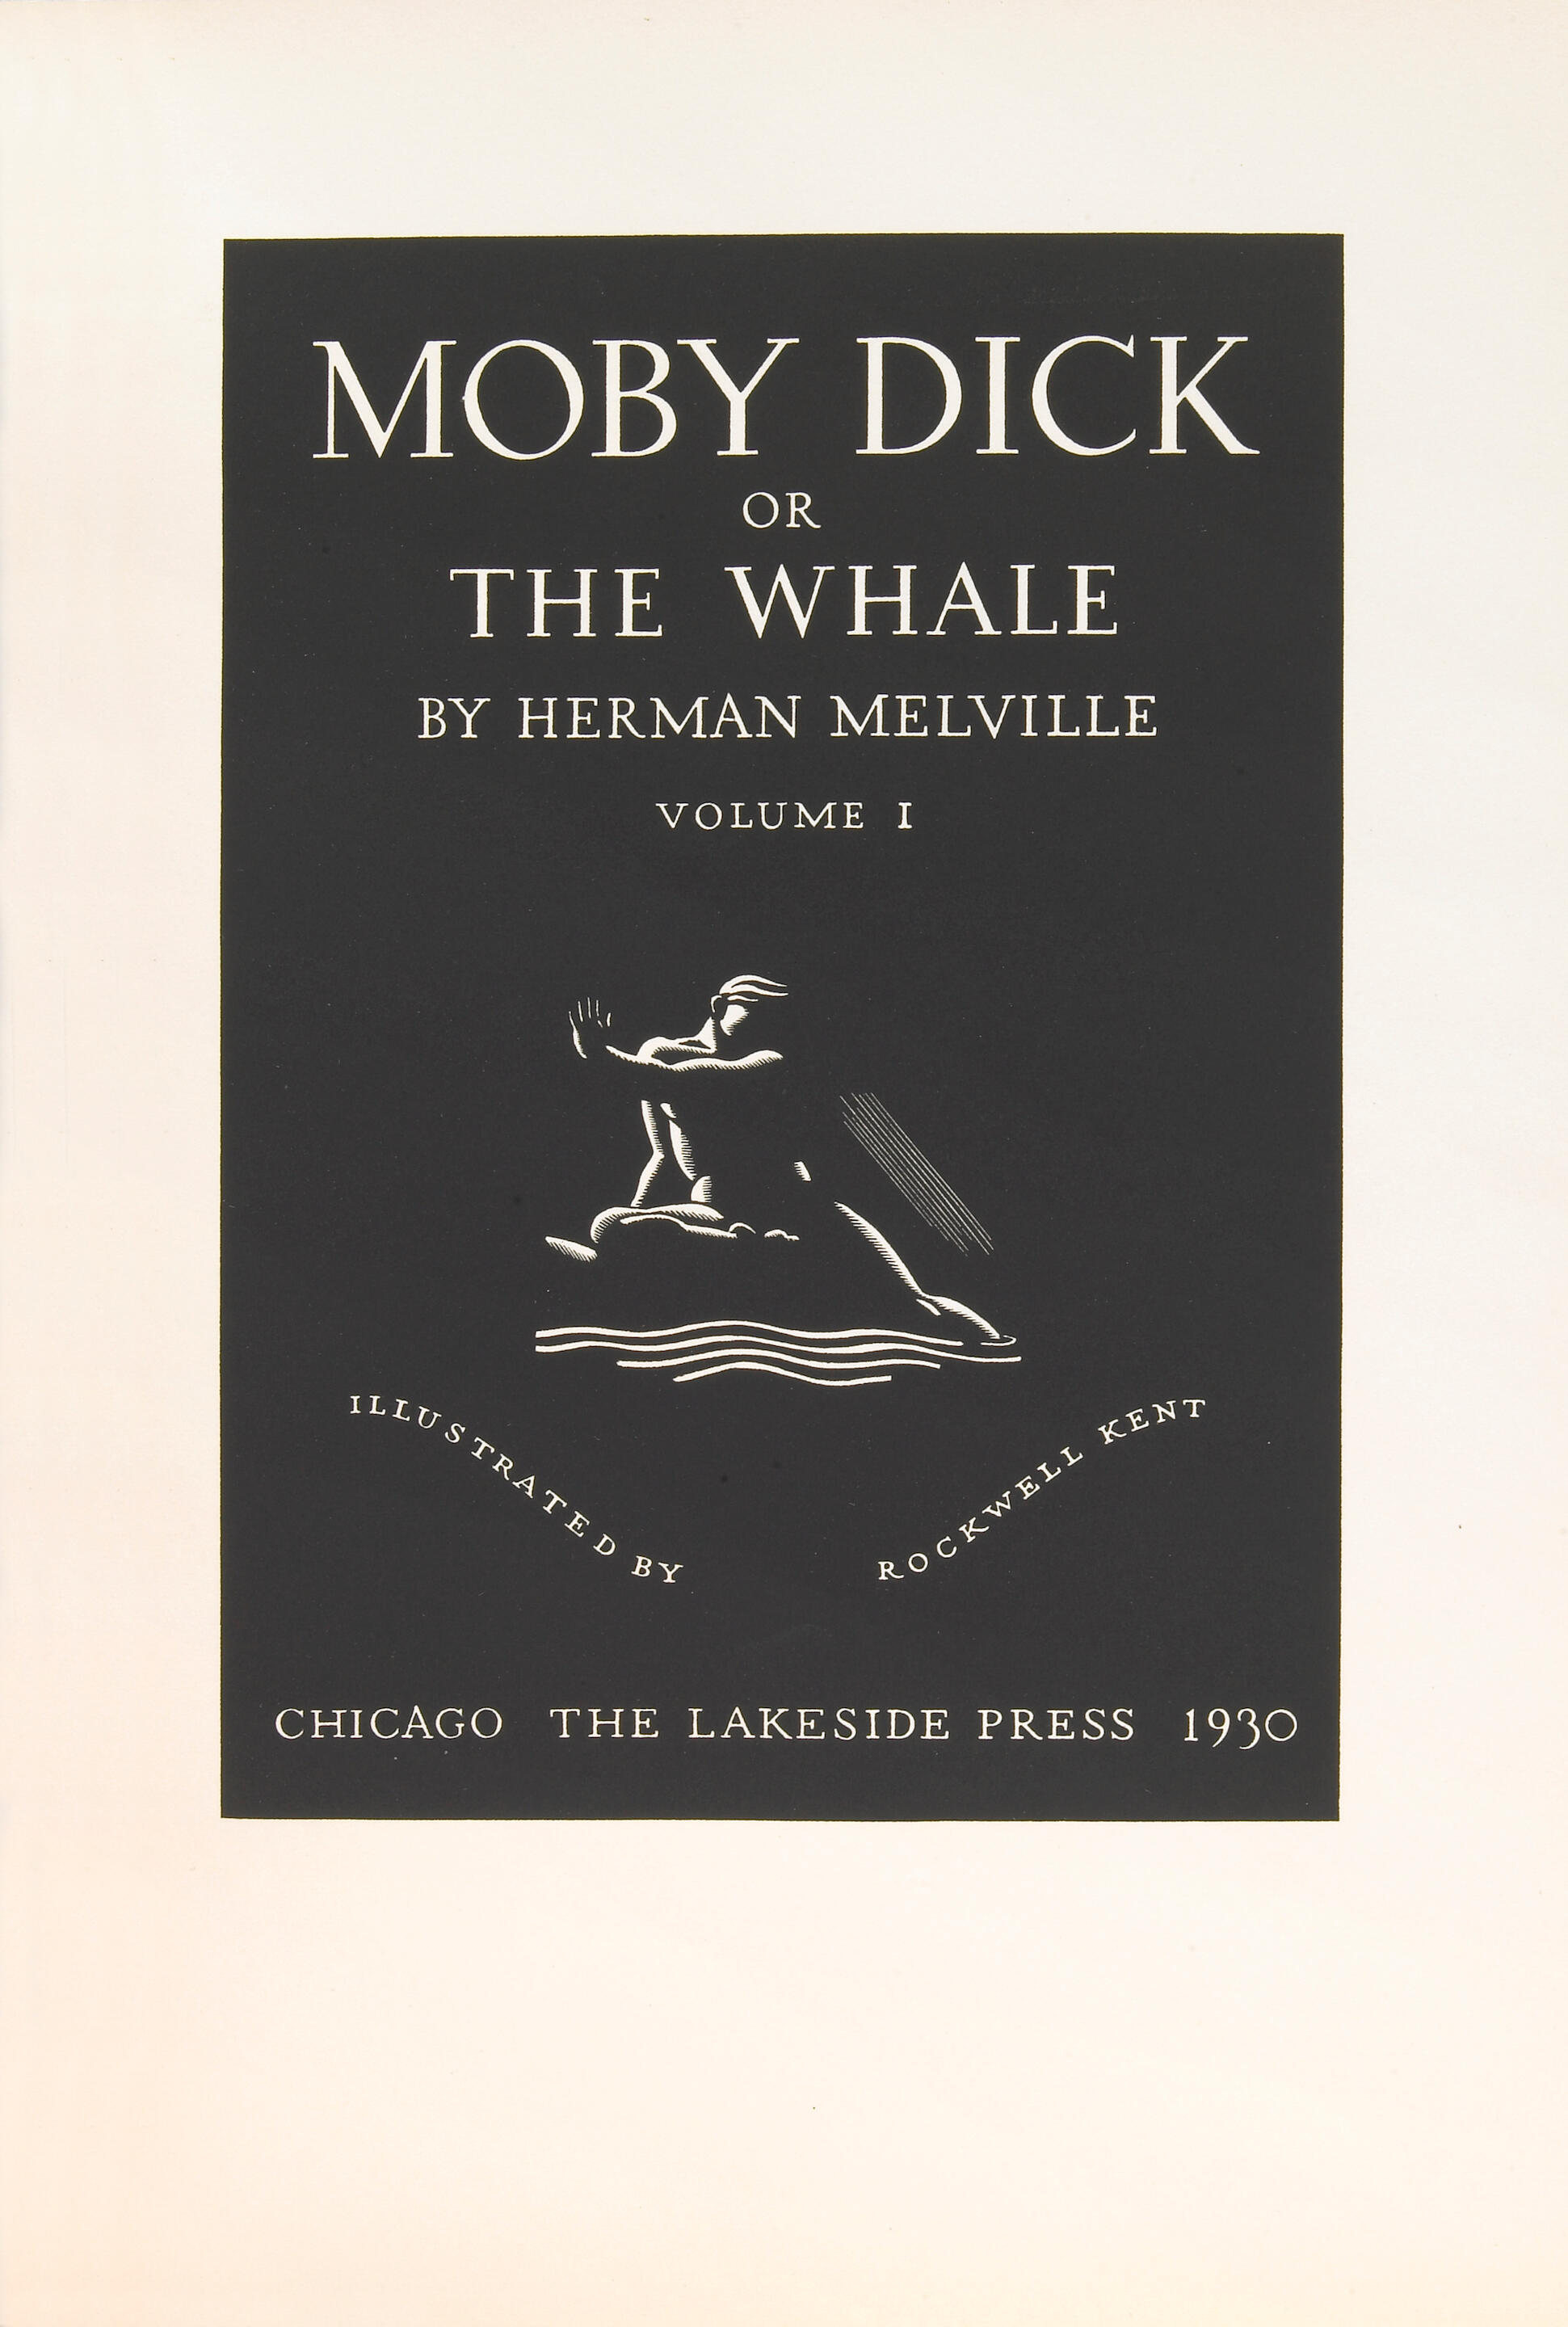 MOBY DICK
OR
THE WHALE
BY HERMAN MELVILLE
VOLUME I
ILLUSTRATED BY ROCKWELL KENT
CHICAGO THE LAKESIDE PRESS 1930